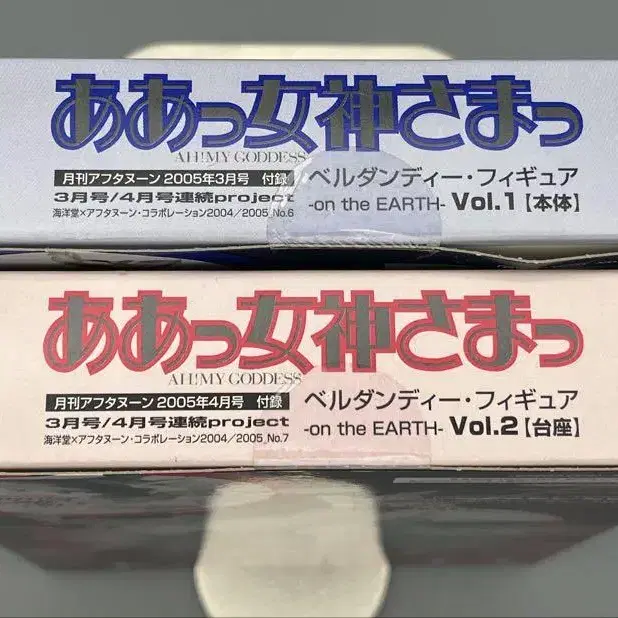 ああっ女神さまっ
AH!MY GODDESS
月刊アフタヌーン2005年3月号 付録
3月号/4月号連続project
海洋堂×アフタヌーン・コラボレーション2004/2005_No.6
ベルダンディー・フィギュア
-on the EARTH- Vol.1【本体】
ああっ女神さまっ
AH!MY GODDESS
月刊アフタヌーン2005年4月号 付録
3月号/4月号連続project
海洋堂×アフタヌーン・コラボレーション2004/2005_No.7
ベルダンディー・フィギュア
-on the EARTH- Vol.2【台座】